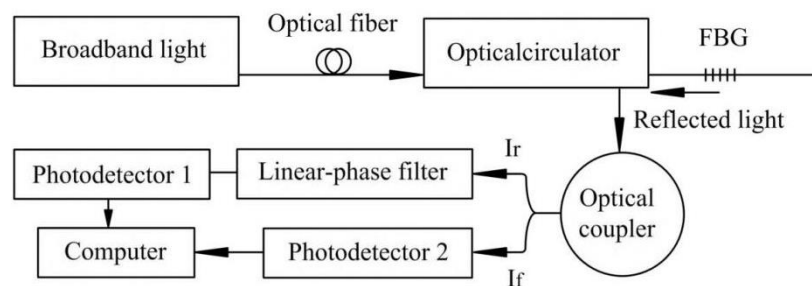 Broadband light
Optical fiber
Opticalcirculator
FBG
Reflected light
Ir
Photodetector 1
Linear-phase filter
Optical
coupler
Computer
Photodetector 2
If